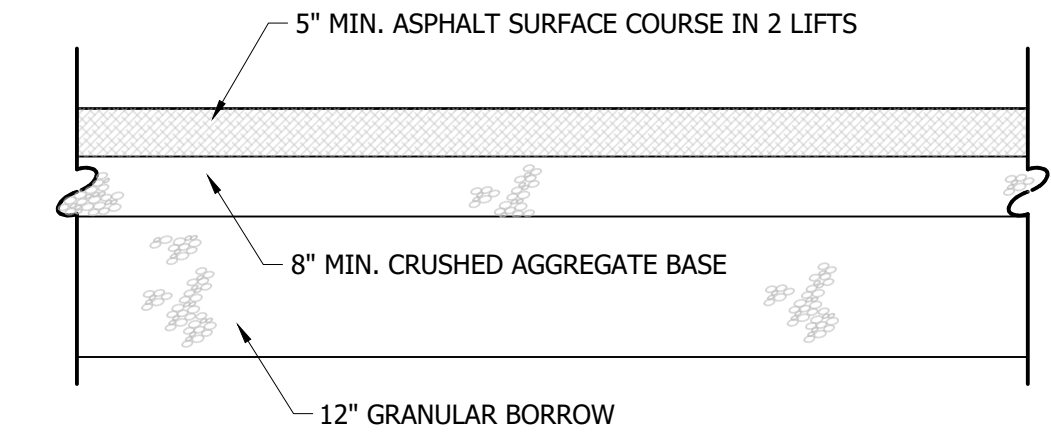 5" MIN. ASPHALT SURFACE COURSE IN 2 LIFTS
8" MIN. CRUSHED AGGREGATE BASE
12" GRANULAR BORROW